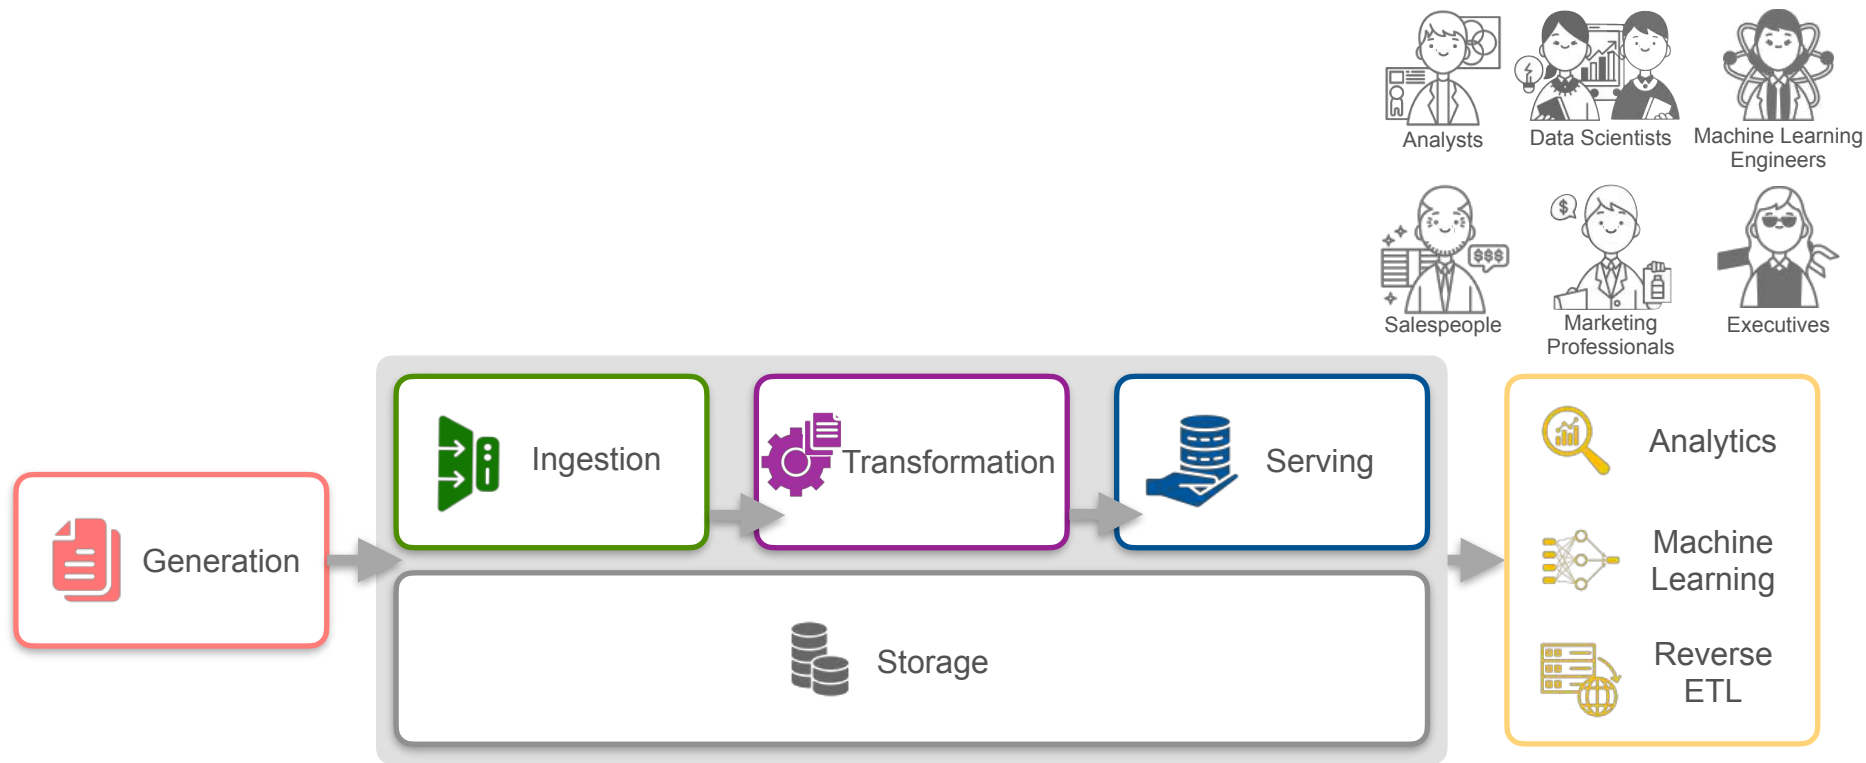 Analysts
Data Scientists
Machine Learning
Engineers
$$$
$
Salespeople
Marketing
Professionals
Executives
Generation
Ingestion
Transformation
Serving
Storage
Analytics
Machine
Learning
Reverse
ETL